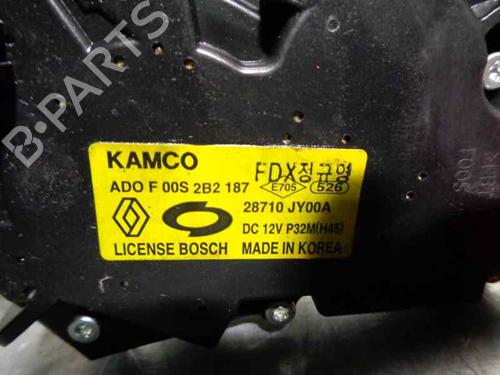 B-PARTS
KAMCO
FDX정규형
ADO F 00S 2B2 187
E705
526
28710 JY00A
DC 12V P32M(H45)
LICENSE BOSCH
MADE IN KOREA